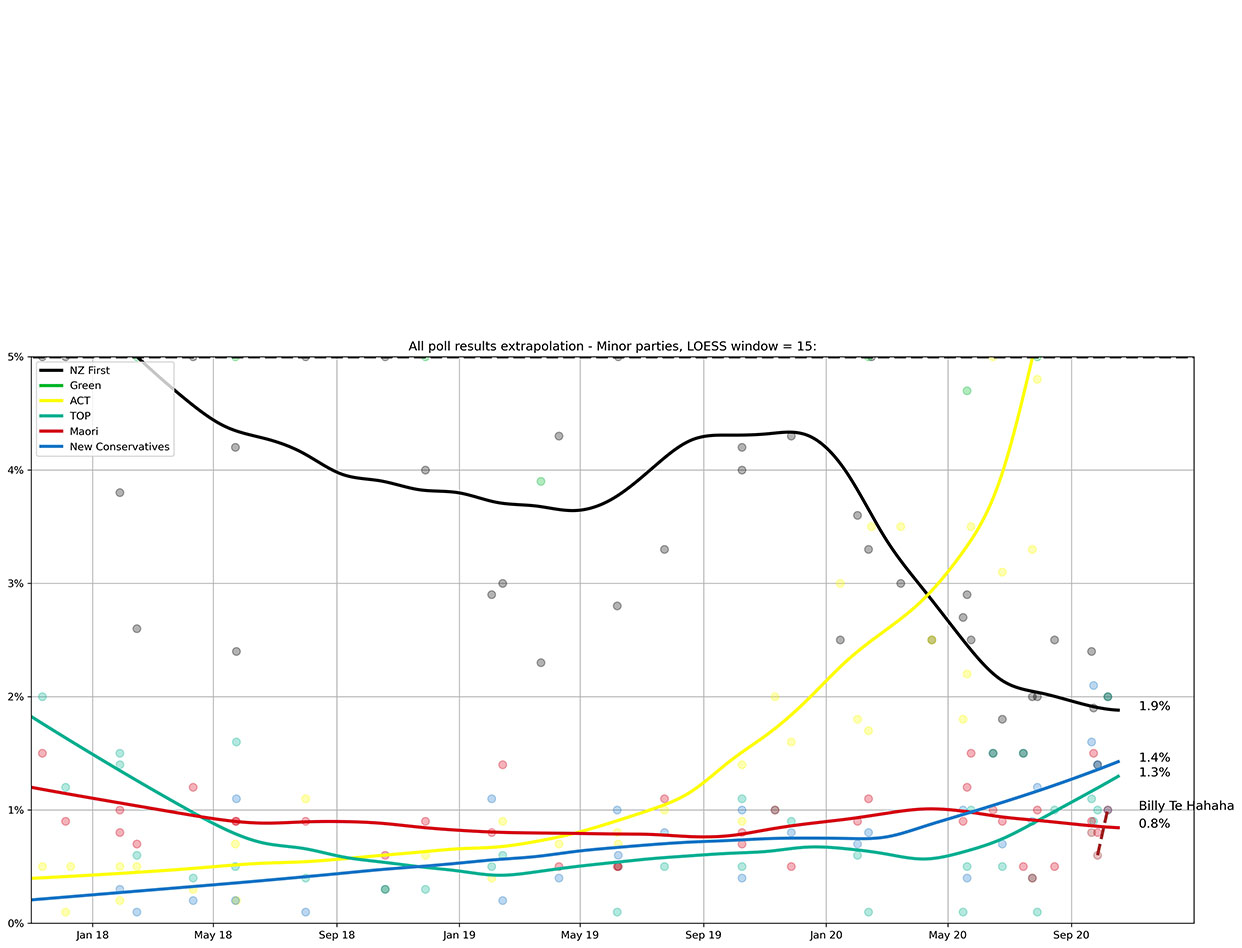 All poll results extrapolation - Minor parties, LOESS window = 15:
5%
NZ First
Green
ACT
TOP
Maori
New Conservatives
4%
3%
2%
1.9%
1.4%
1.3%
1%
Billy Te Hahaha
0.8%
0%
Jan 18 May 18 Sep 18 Jan 19 May 19 Sep 19 Jan 20 May 20 Sep 20